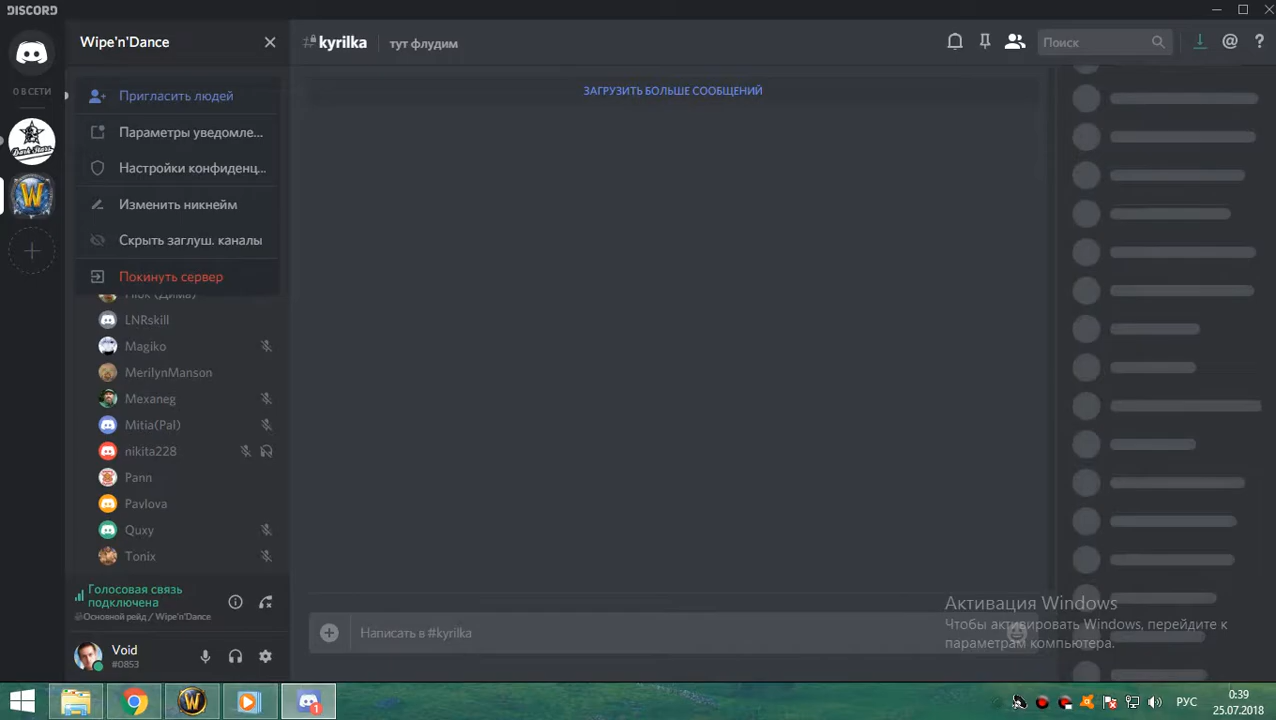 DISCORD
Wipe'n'Dance
#kyrilka
тут флудим
Поиск
0 В СЕТИ
Пригласить людей
Параметры уведомле...
Настройки конфиденц...
Изменить никнейм
Скрыть заглуш. каналы
Покинуть сервер
ЗАГРУЗИТЬ БОЛЬШЕ СООБЩЕНИЙ
LNRskill
Magiko
MerilynManson
Mexaneg
Mitia(Pal)
nikita228
Pann
Pavlova
Quxy
Tonix
Голосовая связь
подключена
@Основной рейд / Wipe'n'Dance
Void
#0853
Написать в #kyrilka
Активация Windows
Чтобы активировать Windows, перейдите к
параметрам компьютера.
1
РУС
0:39
25.07.2018